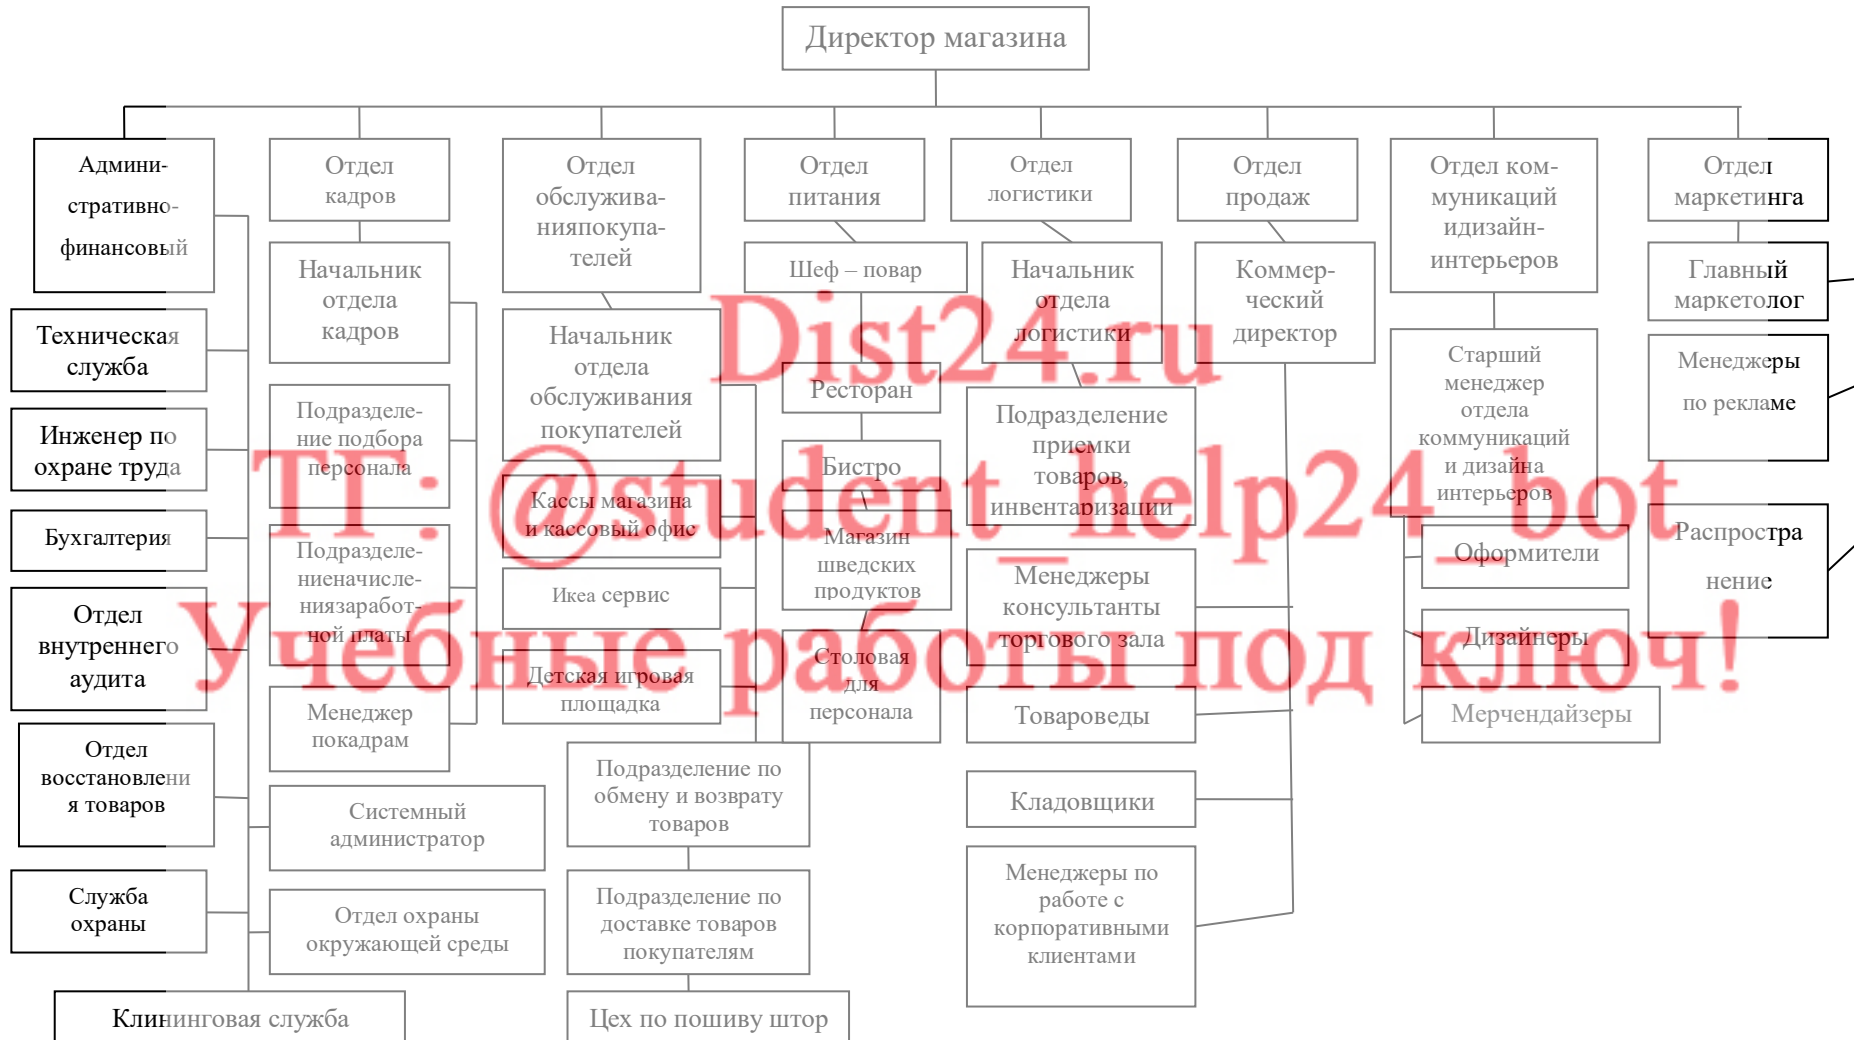 Директор магазина
Админи-
стративно-
финансовый
Отдел
кадров
Отдел
обслужива-
нияпокупа-
телей
Отдел
питания
Отдел
логистики
Отдел
продаж
Отдел ком-
муникаций
идизайн-
интерьеров
Отдел
маркетинга
Техническая
служба
Инженер по
охране труда
Бухгалтерия
Отдел
внутреннего
аудита
Отдел
восстановлени
я товаров
Служба
охраны
Клининговая служба
Начальник
отдела
кадров
Подразделе-
ние подбора
персонала
Подразделе-
ниеначисле-
ниязаработ-
ной платы
Менеджер
покадрам
Системный
администратор
Отдел охраны
окружающей среды
Начальник
отдела
обслуживания
покупателей
Кассы магазина
и кассовый офис
Икеа сервис
Детская игровая
площадка
Подразделение по
обмену и возврату
товаров
Подразделение по
доставке товаров
покупателям
Цех по пошиву штор
Шеф – повар
Ресторан
Бистро
Магазин
шведских
продуктов
Столовая
для
персонала
Начальник
отдела
логистики
Подразделение
приемки
товаров,
инвентаризации
Менеджеры
консультанты
торгового зала
Товароведы
Кладовщики
Менеджеры по
работе с
корпоративными
клиентами
Коммер-
ческий
директор
Старший
менеджер
отдела
коммуникаций
и дизайна
интерьеров
Оформители
Дизайнеры
Мерчендайзеры
Главный
маркетолог
Менеджеры
по рекламе
Распростра
нение
Dist24.ru
ТГ: @student_help24_bot
Учебные работы под ключ!